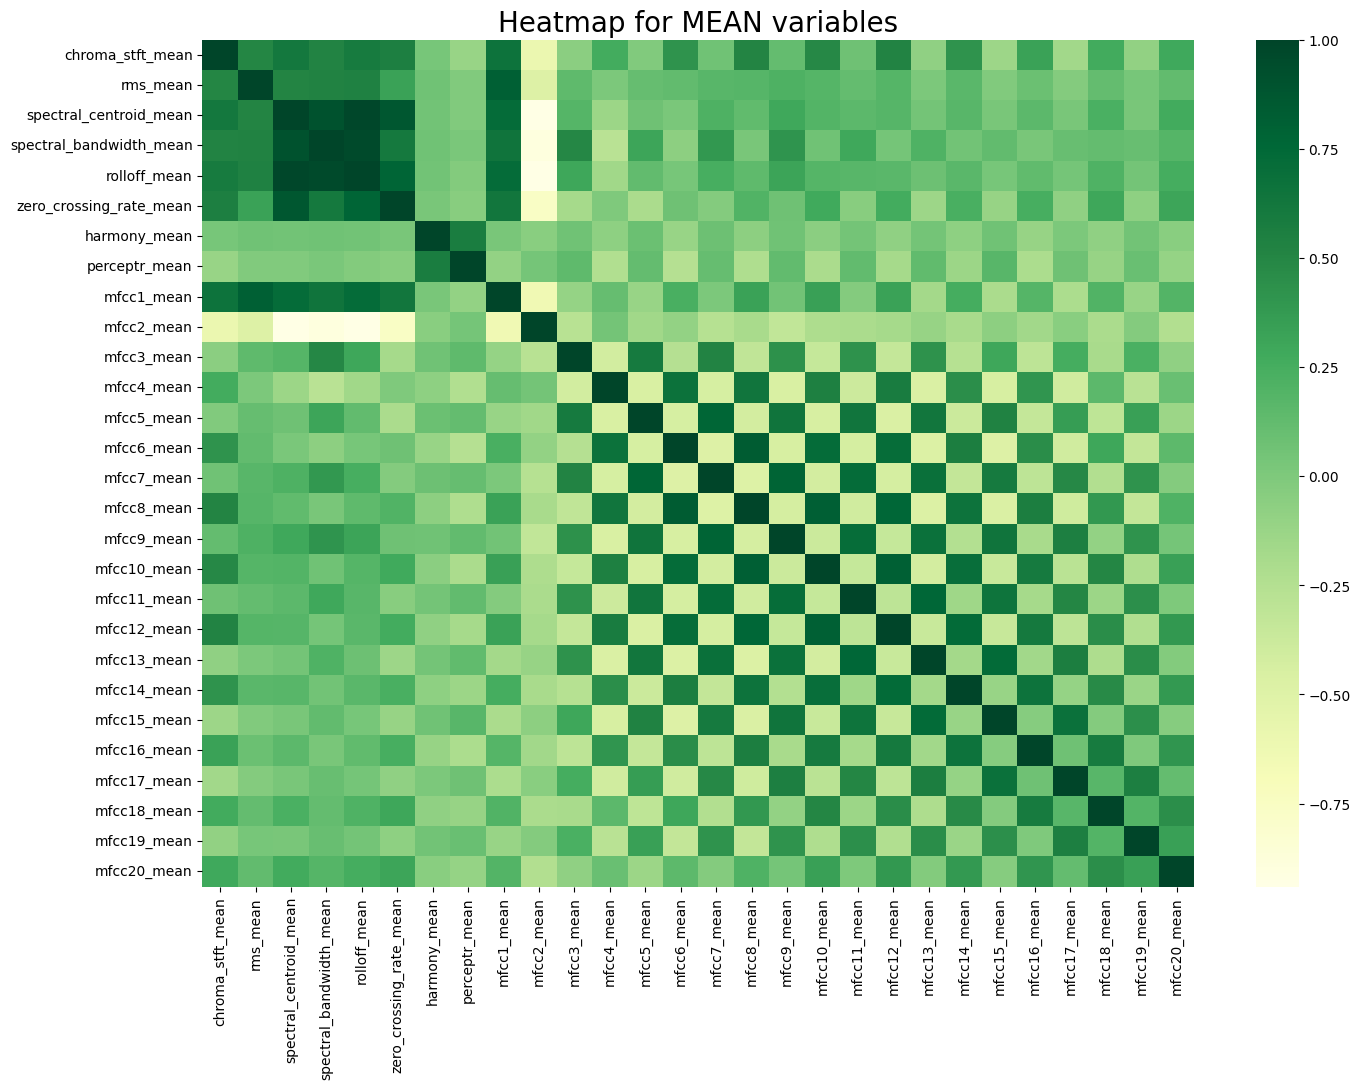 Heatmap for MEAN variables
chroma_stft_mean
rms_mean
spectral_centroid_mean
spectral_bandwidth_mean
rolloff_mean
zero_crossing_rate_mean
harmony_mean
perceptr_mean
mfcc1_mean
mfcc2_mean
mfcc3_mean
mfcc4_mean
mfcc5_mean
mfcc6_mean
mfcc7_mean
mfcc8_mean
mfcc9_mean
mfcc10_mean
mfcc11_mean
mfcc12_mean
mfcc13_mean
mfcc14_mean
mfcc15_mean
mfcc16_mean
mfcc17_mean
mfcc18_mean
mfcc19_mean
mfcc20_mean
chroma_stft_mean
rms_mean
spectral_centroid_mean
spectral_bandwidth_mean
rolloff_mean
zero_crossing_rate_mean
harmony_mean
perceptr_mean
mfcc1_mean
mfcc2_mean
mfcc3_mean
mfcc4_mean
mfcc5_mean
mfcc6_mean
mfcc7_mean
mfcc8_mean
mfcc9_mean
mfcc10_mean
mfcc11_mean
mfcc12_mean
mfcc13_mean
mfcc14_mean
mfcc15_mean
mfcc16_mean
mfcc17_mean
mfcc18_mean
mfcc19_mean
mfcc20_mean
1.00
0.75
0.50
0.25
0.00
−0.25
−0.50
−0.75